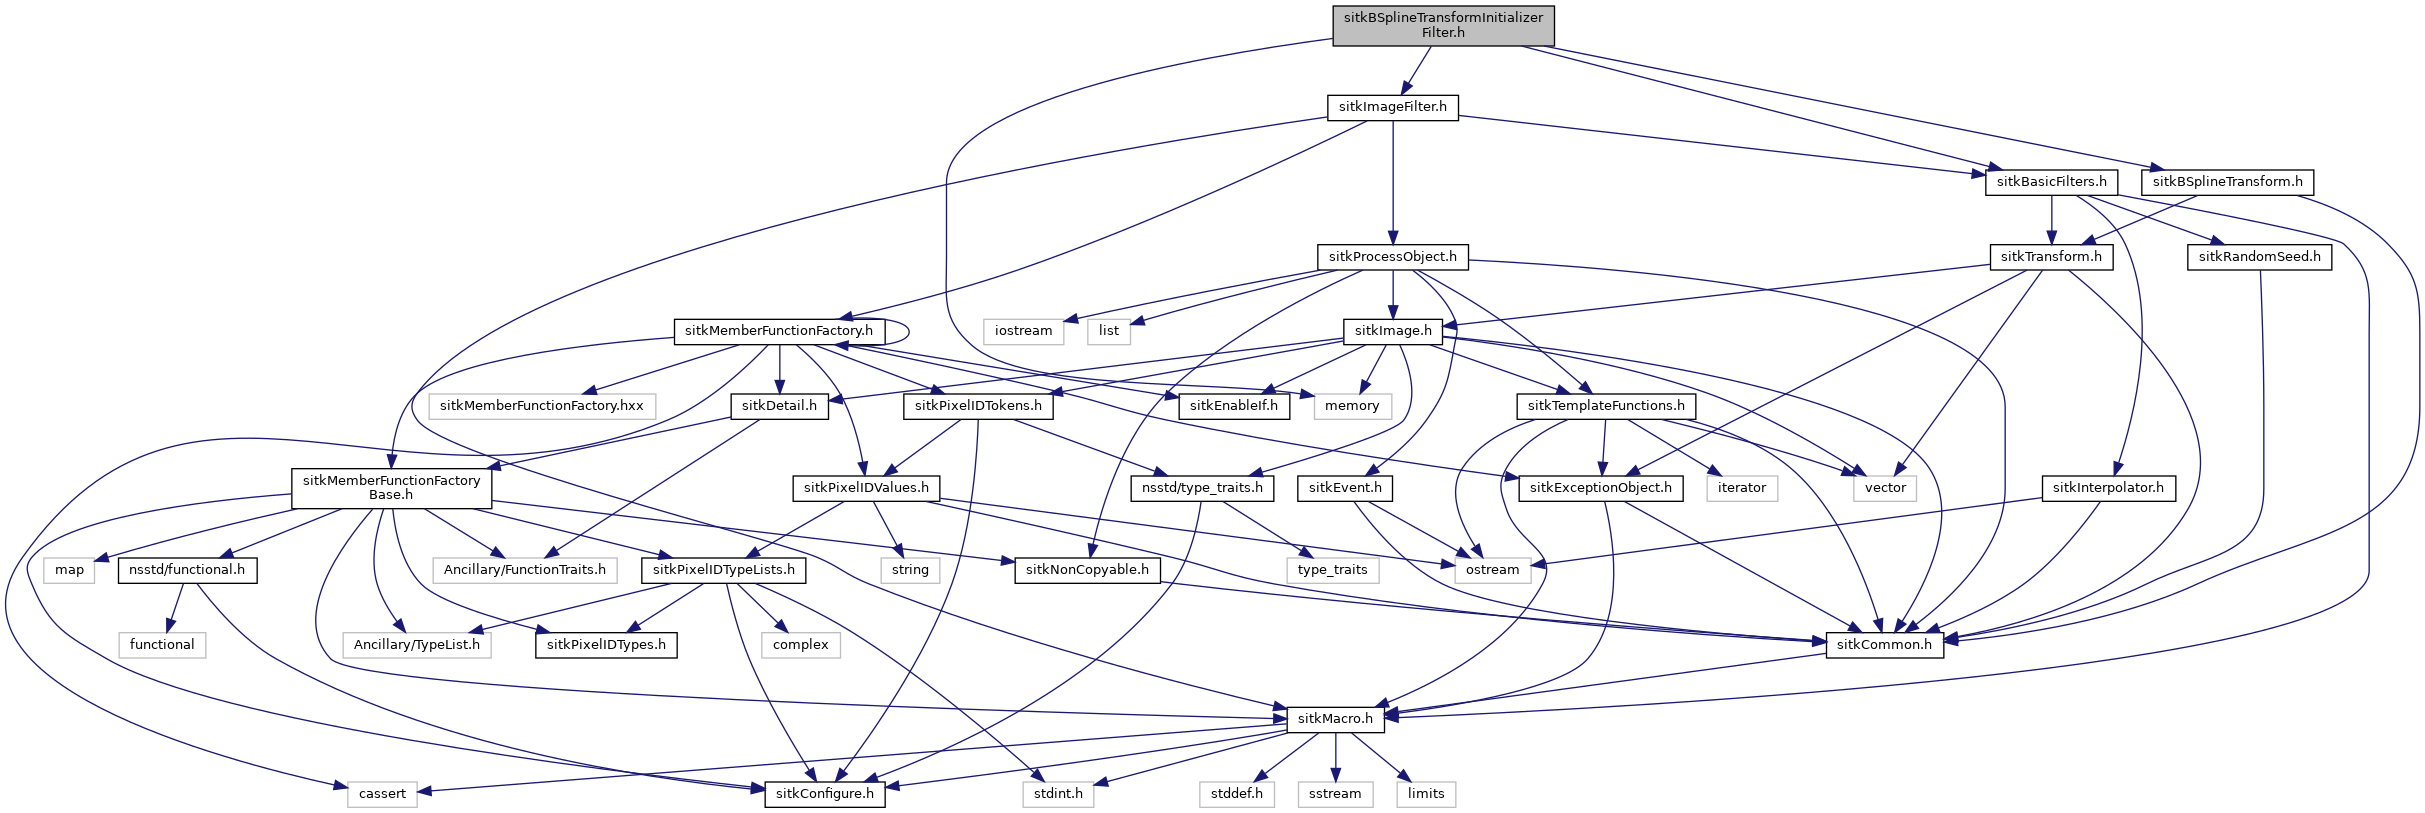 sitkBSplineTransformInitializer
Filter.h
sitkImageFilter.h
sitkBasicFilters.h
sitkBSplineTransform.h
sitkProcessObject.h
sitkTransform.h
sitkRandomSeed.h
sitkMemberFunctionFactory.h
iostream
list
sitkImage.h
sitkMemberFunctionFactory.hxx
sitkDetail.h
sitkPixelIDTokens.h
sitkEnableIf.h
memory
sitkTemplateFunctions.h
sitkMemberFunctionFactory
Base.h
sitkPixelIDValues.h
nsstd/type_traits.h
sitkEvent.h
sitkExceptionObject.h
iterator
vector
sitkInterpolator.h
map
nsstd/functional.h
Ancillary/FunctionTraits.h
sitkPixelIDTypeLists.h
string
sitkNonCopyable.h
type_traits
ostream
functional
Ancillary/TypeList.h
sitkPixelIDTypes.h
complex
sitkCommon.h
sitkMacro.h
cassert
sitkConfigure.h
stdint.h
stddef.h
sstream
limits